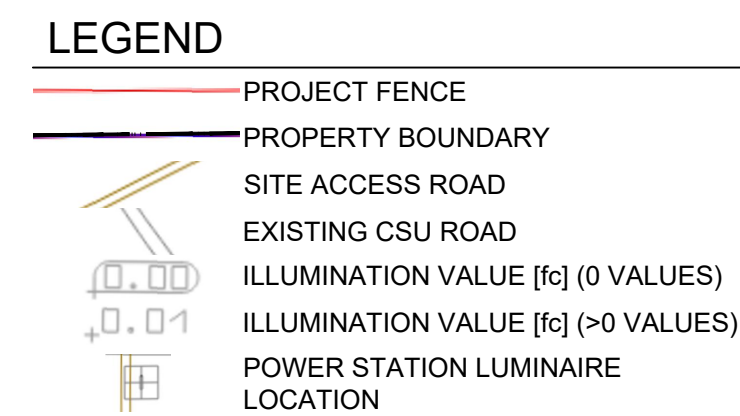 LEGEND
PROJECT FENCE
PROPERTY BOUNDARY
SITE ACCESS ROAD
EXISTING CSU ROAD
0.00 ILLUMINATION VALUE [fc] (0 VALUES)
+0.01 ILLUMINATION VALUE [fc] (>0 VALUES)
POWER STATION LUMINAIRE
LOCATION